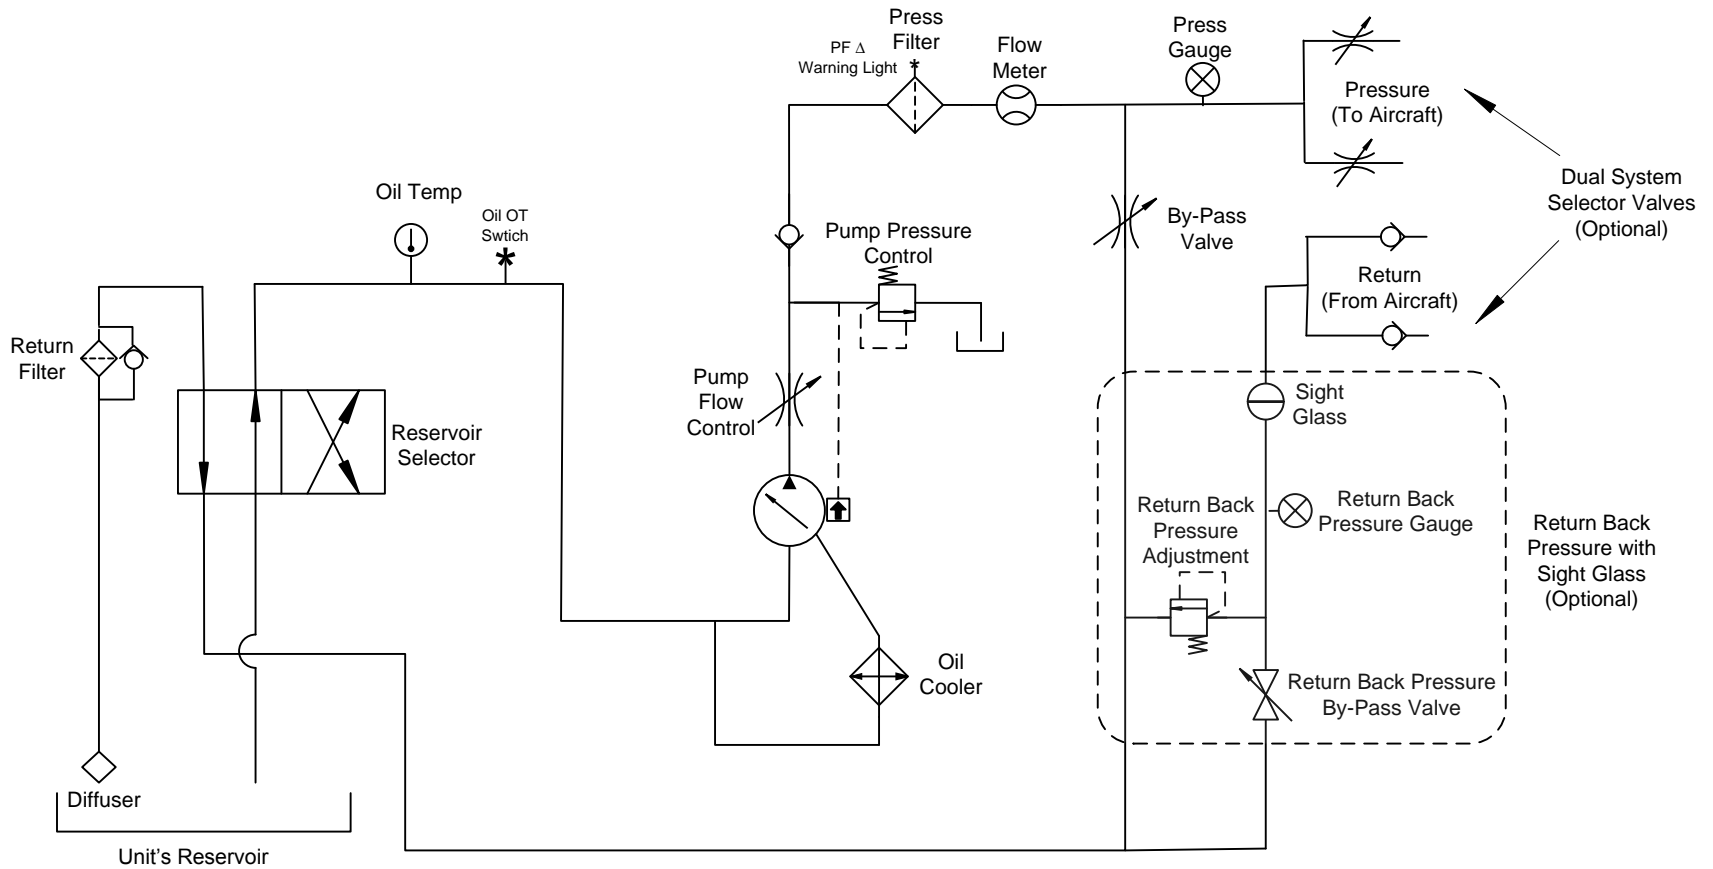 Press
Filter
PF Δ
Warning Light
Flow
Meter
Press
Gauge
Pressure
(To Aircraft)
Dual System
Selector Valves
(Optional)
Oil Temp
Oil OT
Swtich
Pump Pressure
Control
By-Pass
Valve
Return
(From Aircraft)
Return
Filter
Pump
Flow
Control
Sight
Glass
Reservoir
Selector
Return Back
Pressure
Adjustment
Return Back
Pressure Gauge
Return Back
Pressure with
Sight Glass
(Optional)
Oil
Cooler
Return Back Pressure
By-Pass Valve
Diffuser
Unit's Reservoir